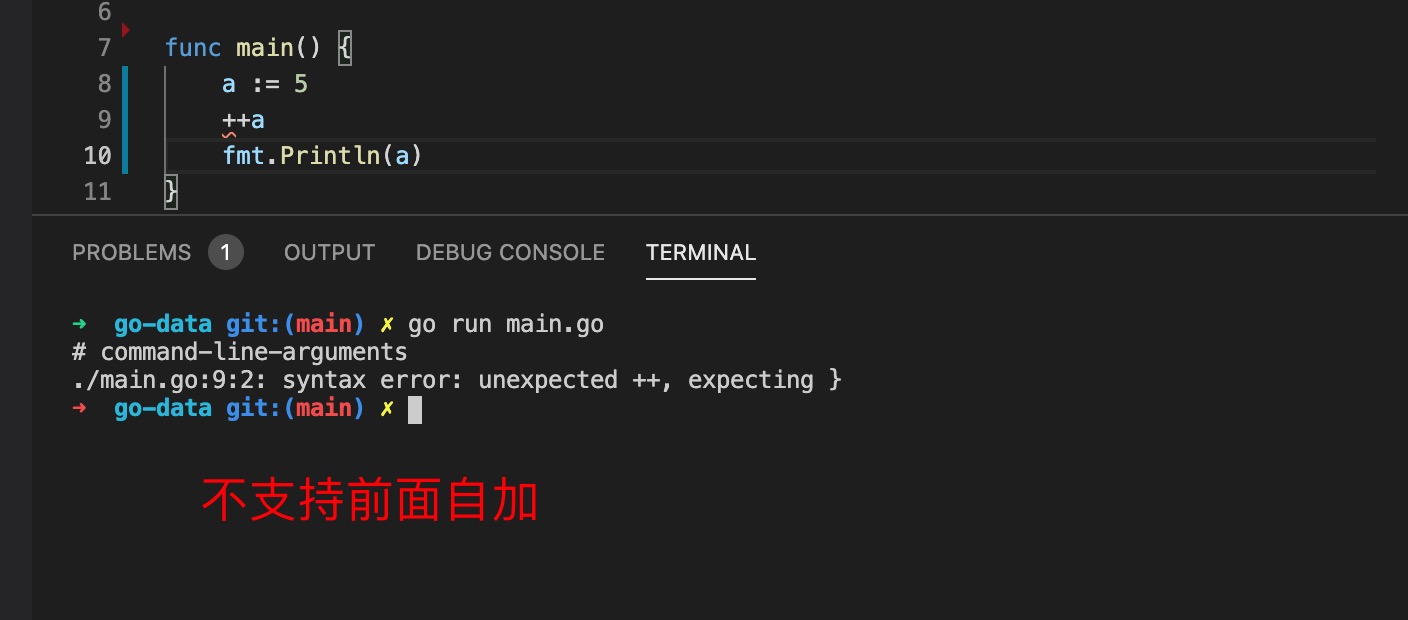 6
7 func main() {
8 a := 5
9 ++a
10 fmt.Println(a)
11 }
PROBLEMS 1 OUTPUT DEBUG CONSOLE TERMINAL
➜ go-data git:(main) ✗ go run main.go
# command-line-arguments
./main.go:9:2: syntax error: unexpected ++, expecting }
➜ go-data git:(main) ✗
不支持前面自加